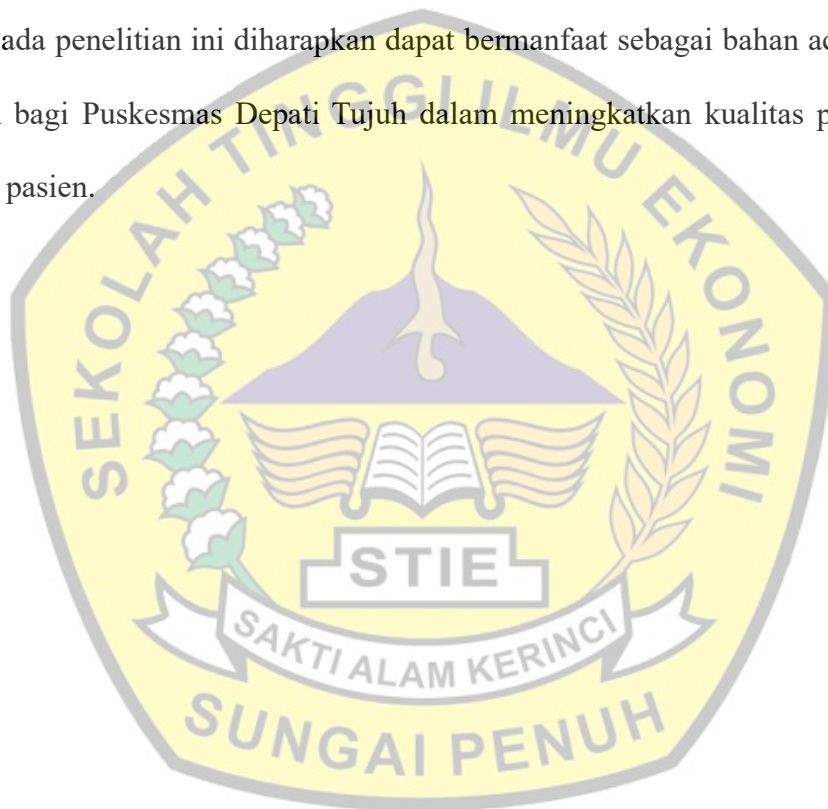 ada penelitian ini diharapkan dapat bermanfaat sebagai bahan
bagi Puskesmas Depati Tujuh dalam meningkatkan kualitas
pasien.
SEKOLAH TINGGI ILMU EKONOMI
STIE
SAKTI ALAM KERINCI
SUNGAI PENUH